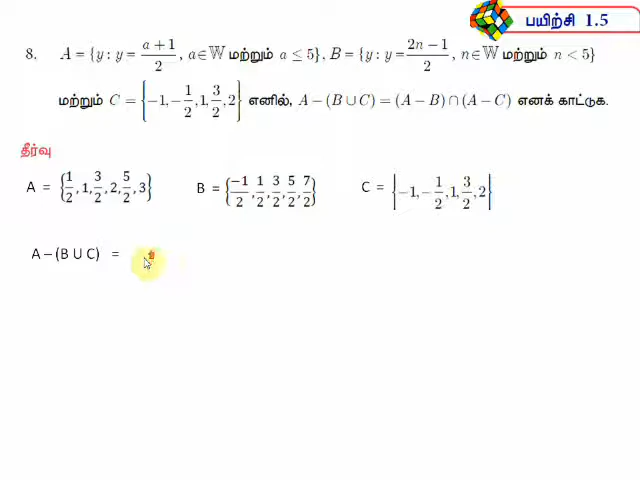 பயிற்சி 1.5
8. A = {y : y = (a+1)/2, a ∈ 𝕎 மற்றும் a ≤ 5}, B = {y : y = (2n−1)/2, n ∈ 𝕎 மற்றும் n < 5}
மற்றும் C = {−1, −1/2, 1, 3/2, 2} எனில், A − (B ∪ C) = (A − B) ∩ (A − C) எனக் காட்டுக.
தீர்வு
A = {1/2, 1, 3/2, 2, 5/2, 3} B = {−1/2, 1/2, 3/2, 5/2, 7/2} C = {−1, −1/2, 1, 3/2, 2}
A – (B U C) =